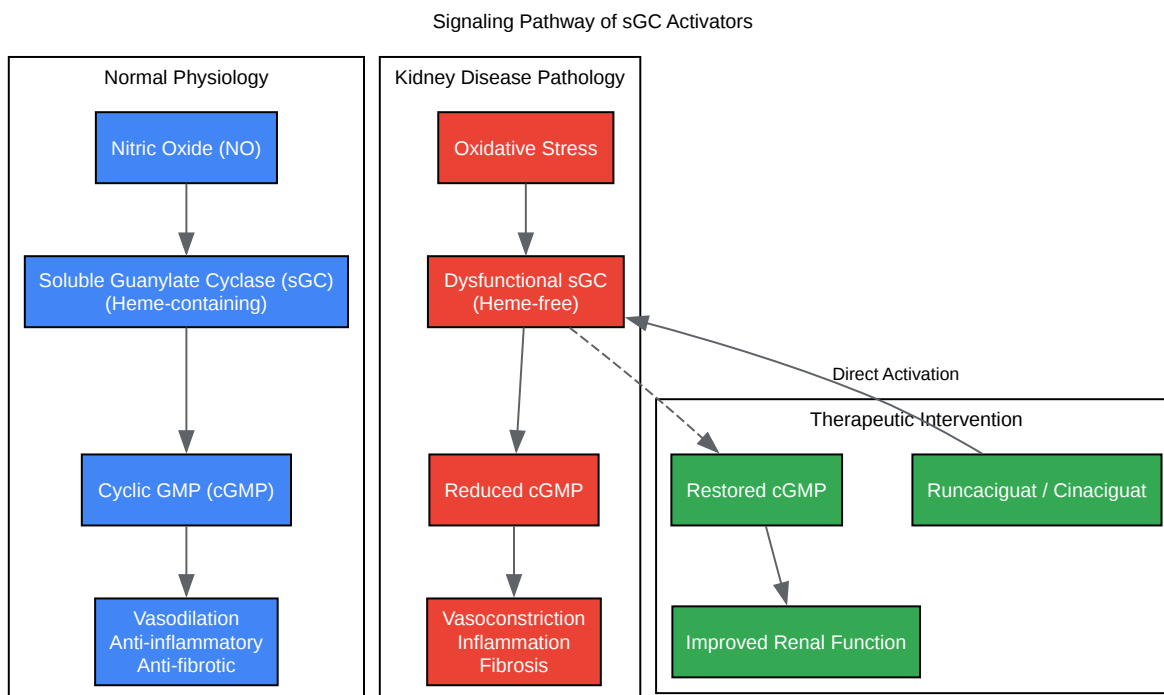 Signaling Pathway of sGC Activators
Normal Physiology
Nitric Oxide (NO)
Soluble Guanylate Cyclase (sGC)
(Heme-containing)
Cyclic GMP (cGMP)
Vasodilation
Anti-inflammatory
Anti-fibrotic
Kidney Disease Pathology
Oxidative Stress
Dysfunctional sGC
(Heme-free)
Reduced cGMP
Vasoconstriction
Inflammation
Fibrosis
Direct Activation
Therapeutic Intervention
Restored cGMP
Runcaciguat / Cinaciguat
Improved Renal Function